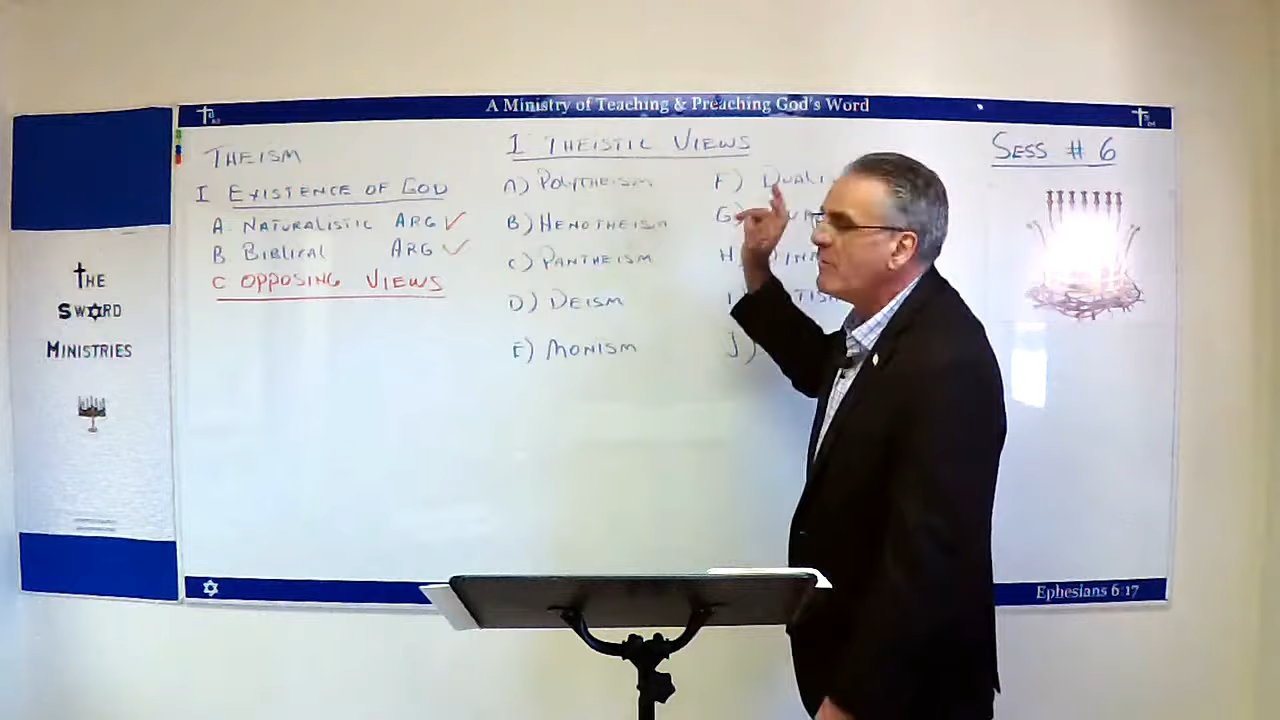 A Ministry of Teaching & Preaching God's Word
THE
SWORD
MINISTRIES
THEISM
I EXISTENCE OF GOD
A. NATURALISTIC ARG ✓
B BIBLICAL ARG ✓
C OPPOSING VIEWS
I THEISTIC VIEWS
A) POLYTHEISM
B) HENOTHEISM
C) PANTHEISM
D) DEISM
E) MONISM
F) DUALI
G)
H
J)
SESS # 6
Ephesians 6:17